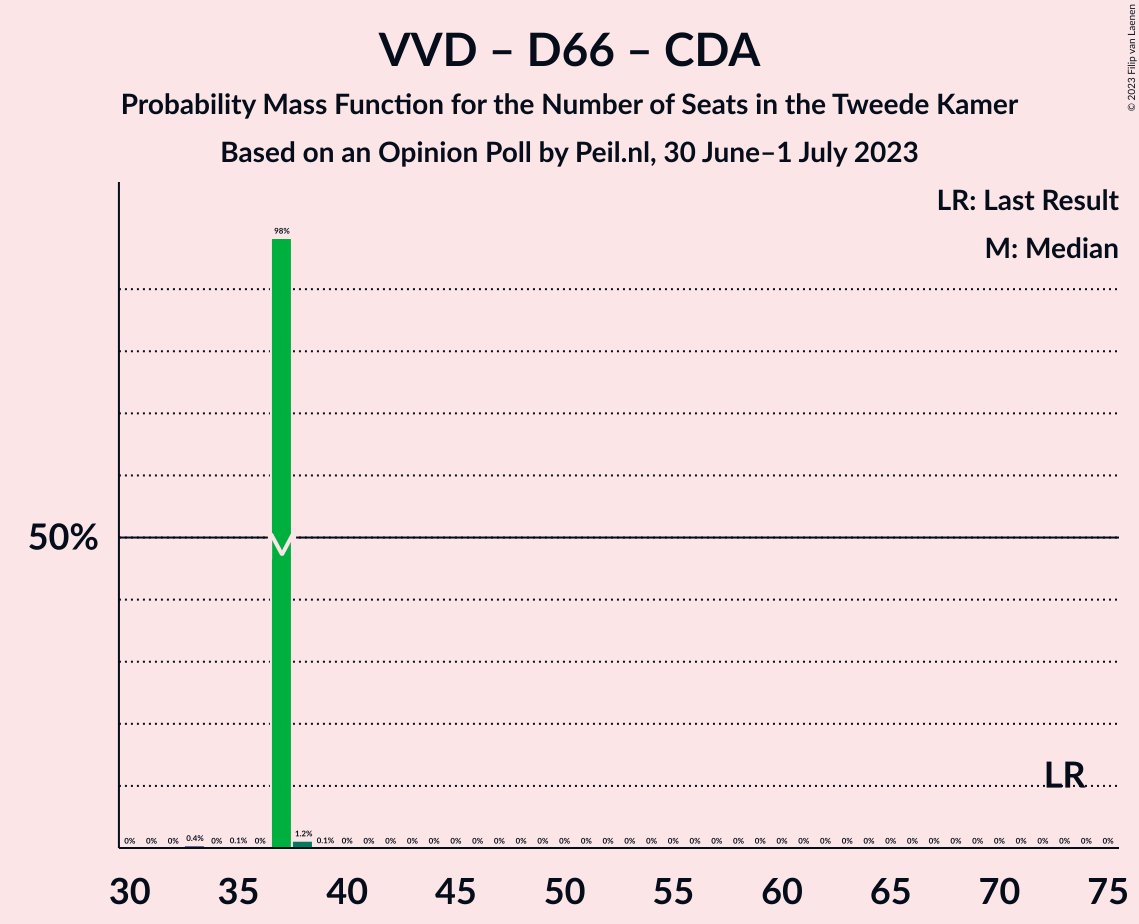 VVD – D66 – CDA
Probability Mass Function for the Number of Seats in the Tweede Kamer
Based on an Opinion Poll by Peil.nl, 30 June–1 July 2023
© 2023 Filip van Laenen
LR: Last Result
M: Median
98%
50%
LR
0% 0% 0% 0.4% 0% 0.1% 0% 1.2% 0.1% 0% 0% 0% 0% 0% 0% 0% 0% 0% 0% 0% 0% 0% 0% 0% 0% 0% 0% 0% 0% 0% 0% 0% 0% 0% 0% 0% 0% 0% 0% 0% 0% 0% 0% 0% 0%
30 35 40 45 50 55 60 65 70 75